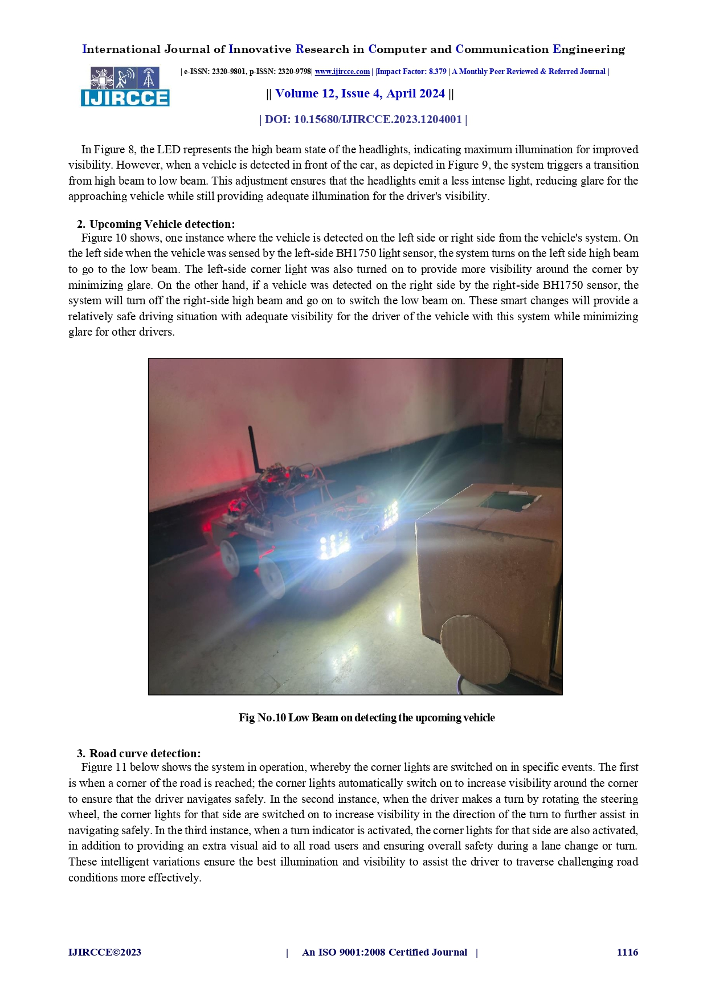 International Journal of Innovative Research in Computer and Communication Engineering
| e-ISSN: 2320-9801, p-ISSN: 2320-9798| www.ijircce.com | |Impact Factor: 8.379 | A Monthly Peer Reviewed & Referred Journal |
IJIRCCE
|| Volume 12, Issue 4, April 2024 ||
| DOI: 10.15680/IJIRCCE.2023.1204001 |
In Figure 8, the LED represents the high beam state of the headlights, indicating maximum illumination for improved
visibility. However, when a vehicle is detected in front of the car, as depicted in Figure 9, the system triggers a transition
from high beam to low beam. This adjustment ensures that the headlights emit a less intense light, reducing glare for the
approaching vehicle while still providing adequate illumination for the driver's visibility.
2. Upcoming Vehicle detection:
Figure 10 shows, one instance where the vehicle is detected on the left side or right side from the vehicle's system. On
the left side when the vehicle was sensed by the left-side BH1750 light sensor, the system turns on the left side high beam
to go to the low beam. The left-side corner light was also turned on to provide more visibility around the corner by
minimizing glare. On the other hand, if a vehicle was detected on the right side by the right-side BH1750 sensor, the
system will turn off the right-side high beam and go on to switch the low beam on. These smart changes will provide a
relatively safe driving situation with adequate visibility for the driver of the vehicle with this system while minimizing
glare for other drivers.
Fig No.10 Low Beam on detecting the upcoming vehicle
3. Road curve detection:
Figure 11 below shows the system in operation, whereby the corner lights are switched on in specific events. The first
is when a corner of the road is reached; the corner lights automatically switch on to increase visibility around the corner
to ensure that the driver navigates safely. In the second instance, when the driver makes a turn by rotating the steering
wheel, the corner lights for that side are switched on to increase visibility in the direction of the turn to further assist in
navigating safely. In the third instance, when a turn indicator is activated, the corner lights for that side are also activated,
in addition to providing an extra visual aid to all road users and ensuring overall safety during a lane change or turn.
These intelligent variations ensure the best illumination and visibility to assist the driver to traverse challenging road
conditions more effectively.
IJIRCCE©2023 | An ISO 9001:2008 Certified Journal | 1116